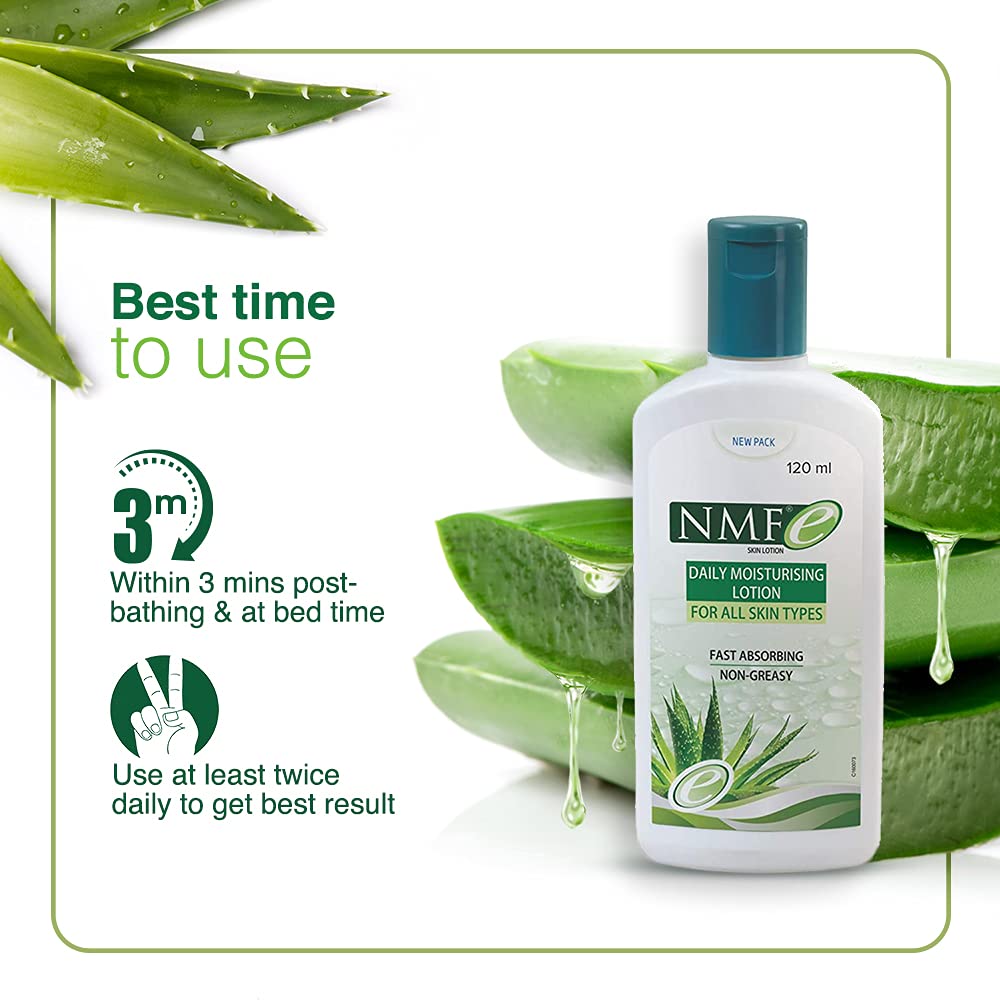 Best time
to use
3m
Within 3 mins post-
bathing & at bed time
Use at least twice
daily to get best result
NEW PACK
120 ml
NMF® e
SKIN LOTION
DAILY MOISTURISING
LOTION
FOR ALL SKIN TYPES
FAST ABSORBING
NON-GREASY
e